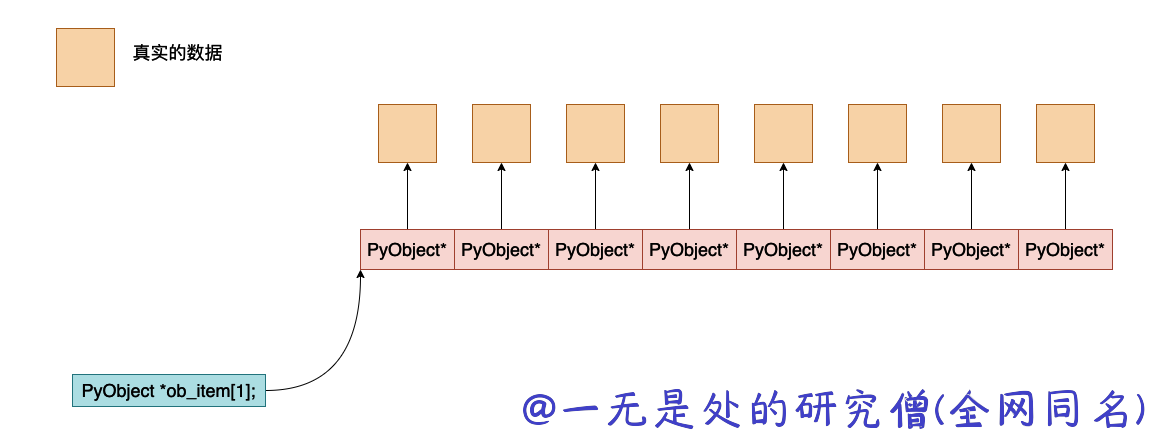 真实的数据
PyObject* PyObject* PyObject* PyObject* PyObject* PyObject* PyObject* PyObject*
PyObject *ob_item[1];
@一无是处的研究僧(全网同名)